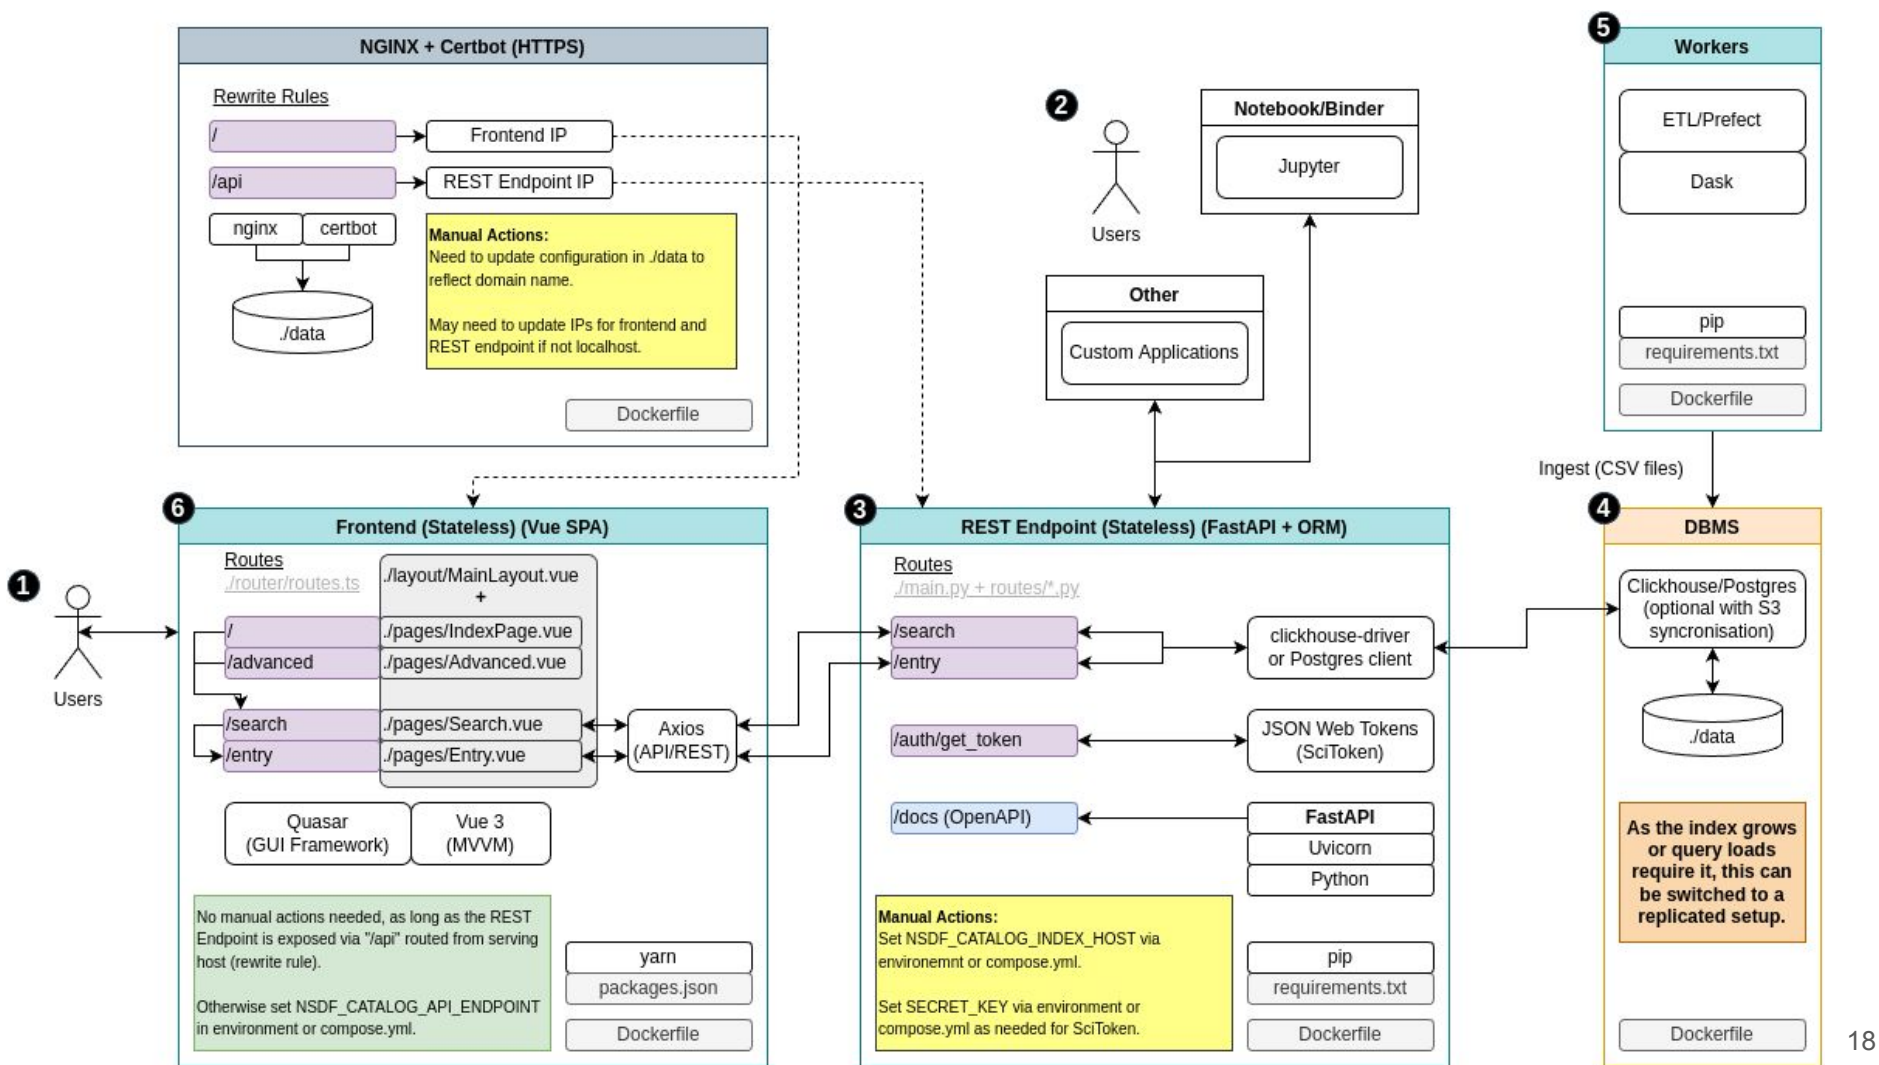 NGINX + Certbot (HTTPS)
Rewrite Rules
/
Frontend IP
/api
REST Endpoint IP
nginx
certbot
./data
Manual Actions:
Need to update configuration in ./data to
reflect domain name.
May need to update IPs for frontend and
REST endpoint if not localhost.
Dockerfile
2
Users
Notebook/Binder
Jupyter
Other
Custom Applications
5
Workers
ETL/Prefect
Dask
pip
requirements.txt
Dockerfile
Ingest (CSV files)
1
Users
6
Frontend (Stateless) (Vue SPA)
Routes
./router/routes.ts
./layout/MainLayout.vue
+
/
./pages/IndexPage.vue
/advanced
./pages/Advanced.vue
/search
./pages/Search.vue
/entry
./pages/Entry.vue
Axios
(API/REST)
Quasar
(GUI Framework)
Vue 3
(MVVM)
No manual actions needed, as long as the REST
Endpoint is exposed via "/api" routed from serving
host (rewrite rule).
Otherwise set NSDF_CATALOG_API_ENDPOINT
in environment or compose.yml.
yarn
packages.json
Dockerfile
3
REST Endpoint (Stateless) (FastAPI + ORM)
Routes
./main.py + routes/*.py
/search
/entry
clickhouse-driver
or Postgres client
/auth/get_token
JSON Web Tokens
(SciToken)
/docs (OpenAPI)
FastAPI
Uvicorn
Python
Manual Actions:
Set NSDF_CATALOG_INDEX_HOST via
environemnt or compose.yml.
Set SECRET_KEY via environment or
compose.yml as needed for SciToken.
pip
requirements.txt
Dockerfile
4
DBMS
Clickhouse/Postgres
(optional with S3
syncronisation)
./data
As the index grows
or query loads
require it, this can
be switched to a
replicated setup.
Dockerfile
18